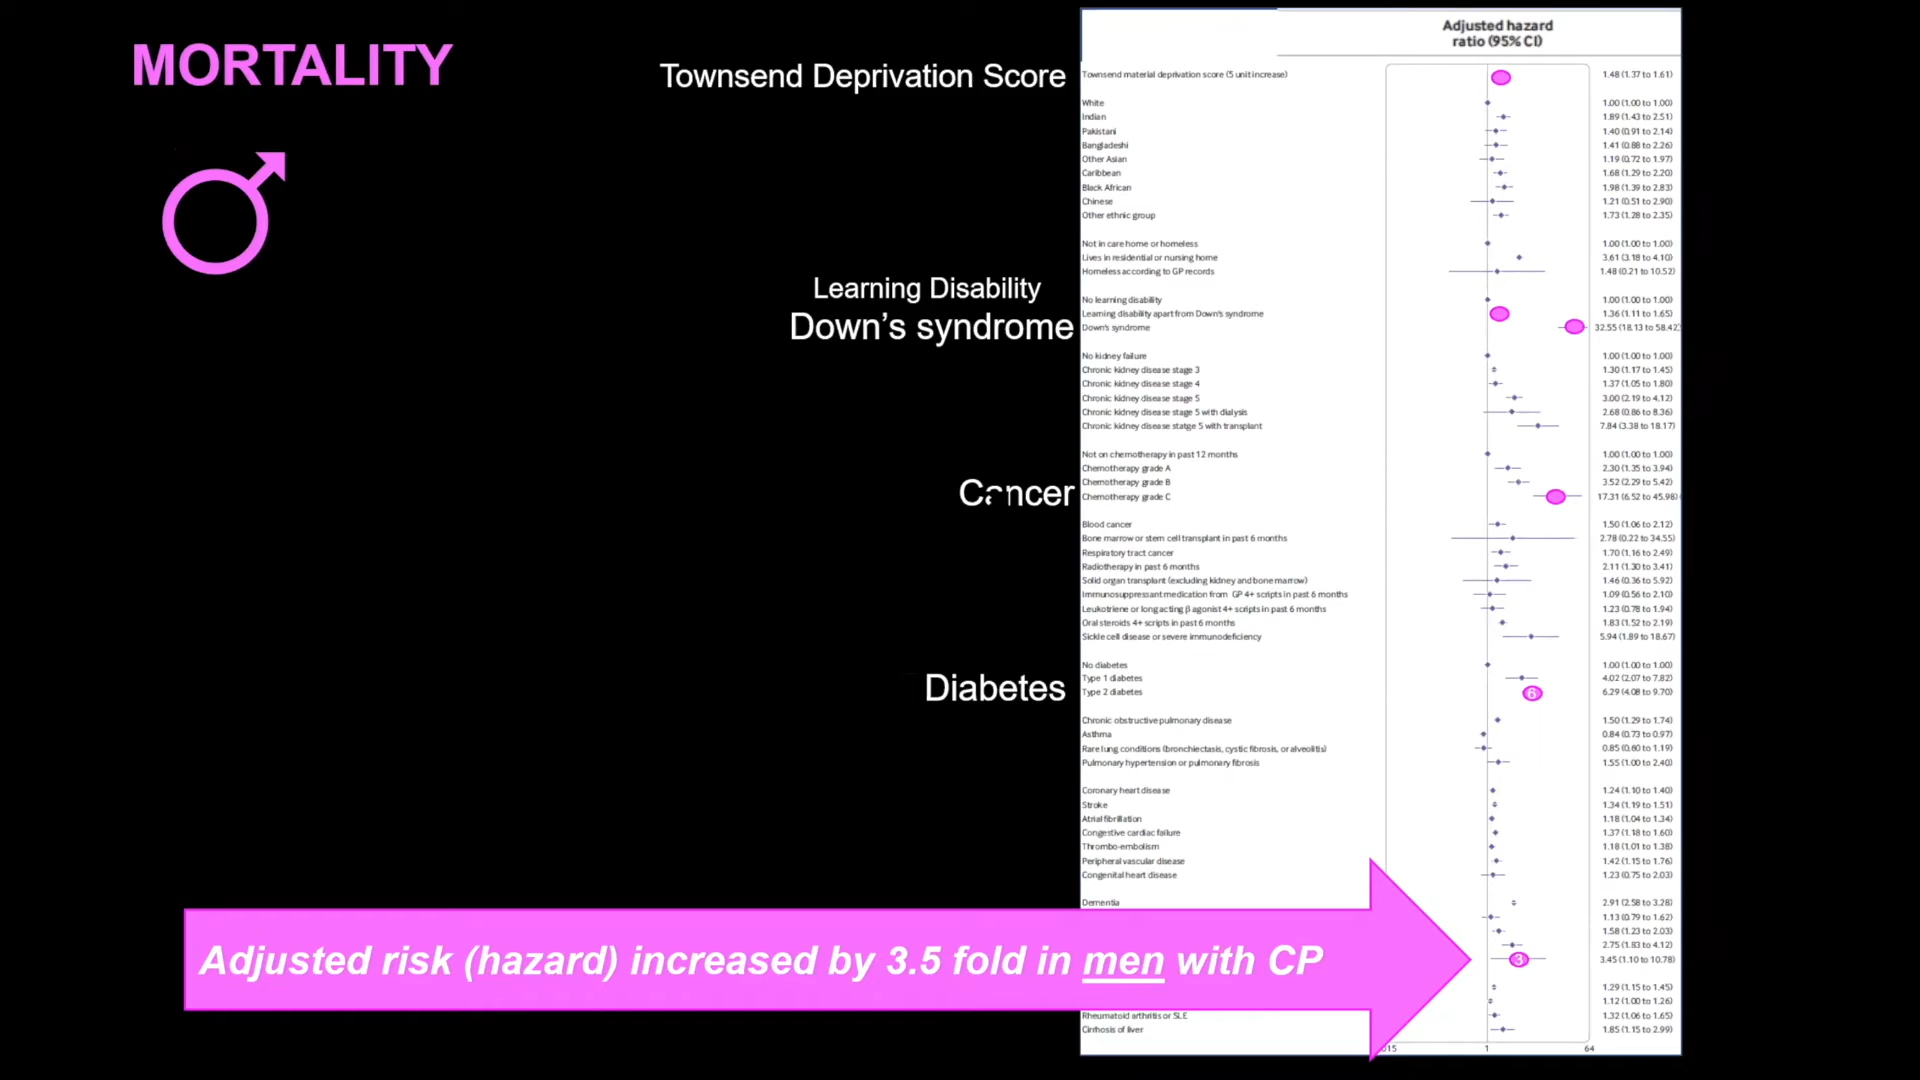 MORTALITY
Adjusted hazard
ratio (95% CI)
Townsend Deprivation Score
Townsend material deprivation score (5 unit increase) 1.48 (1.37 to 1.61)
White 1.00 (1.00 to 1.00)
Indian 1.89 (1.43 to 2.51)
Pakistani 1.40 (0.91 to 2.14)
Bangladeshi 1.41 (0.88 to 2.26)
Other Asian 1.19 (0.72 to 1.97)
Caribbean 1.68 (1.29 to 2.20)
Black African 1.98 (1.39 to 2.83)
Chinese 1.21 (0.51 to 2.90)
Other ethnic group 1.73 (1.28 to 2.35)
Not in care home or homeless 1.00 (1.00 to 1.00)
Lives in residential or nursing home 3.61 (3.18 to 4.10)
Homeless according to GP records 1.48 (0.21 to 10.52)
Learning Disability
Down's syndrome
No learning disability 1.00 (1.00 to 1.00)
Learning disability apart from Down's syndrome 1.36 (1.11 to 1.65)
Down's syndrome 32.55 (18.13 to 58.42)
No kidney failure 1.00 (1.00 to 1.00)
Chronic kidney disease stage 3 1.30 (1.17 to 1.45)
Chronic kidney disease stage 4 1.37 (1.05 to 1.80)
Chronic kidney disease stage 5 3.00 (2.19 to 4.12)
Chronic kidney disease stage 5 with dialysis 2.68 (0.86 to 8.36)
Chronic kidney disease statge 5 with transplant 7.84 (3.38 to 18.17)
Cancer
Not on chemotherapy in past 12 months 1.00 (1.00 to 1.00)
Chemotherapy grade A 2.30 (1.35 to 3.94)
Chemotherapy grade B 3.52 (2.29 to 5.42)
Chemotherapy grade C 17.31 (6.52 to 45.98)
Blood cancer 1.50 (1.06 to 2.12)
Bone marrow or stem cell transplant in past 6 months 2.78 (0.22 to 34.55)
Respiratory tract cancer 1.70 (1.16 to 2.49)
Radiotherapy in past 6 months 2.11 (1.30 to 3.41)
Solid organ transplant (excluding kidney and bone marrow) 1.46 (0.36 to 5.92)
Immunosuppressant medication from GP 4+ scripts in past 6 months 1.09 (0.56 to 2.10)
Leukotriene or long acting β agonist 4+ scripts in past 6 months 1.23 (0.78 to 1.94)
Oral steroids 4+ scripts in past 6 months 1.83 (1.52 to 2.19)
Sickle cell disease or severe immunodeficiency 5.94 (1.89 to 18.67)
Diabetes
No diabetes 1.00 (1.00 to 1.00)
Type 1 diabetes 4.02 (2.07 to 7.82)
Type 2 diabetes 6 6.29 (4.08 to 9.70)
Chronic obstructive pulmonary disease 1.50 (1.29 to 1.74)
Asthma 0.84 (0.73 to 0.97)
Rare lung conditions (bronchiectasis, cystic fibrosis, or alveolitis) 0.85 (0.60 to 1.19)
Pulmonary hypertension or pulmonary fibrosis 1.55 (1.00 to 2.40)
Coronary heart disease 1.24 (1.10 to 1.40)
Stroke 1.34 (1.19 to 1.51)
Atrial fibrillation 1.18 (1.04 to 1.34)
Congestive cardiac failure 1.37 (1.18 to 1.60)
Thrombo-embolism 1.18 (1.01 to 1.38)
Peripheral vascular disease 1.42 (1.15 to 1.76)
Congenital heart disease 1.23 (0.75 to 2.03)
Dementia 2.91 (2.58 to 3.28)
1.13 (0.79 to 1.62)
1.58 (1.23 to 2.03)
2.75 (1.83 to 4.12)
Adjusted risk (hazard) increased by 3.5 fold in men with CP
3 3.45 (1.10 to 10.78)
1.29 (1.15 to 1.45)
1.12 (1.00 to 1.26)
Rheumatoid arthritis or SLE 1.32 (1.06 to 1.65)
Cirrhosis of liver 1.85 (1.15 to 2.99)
1 64